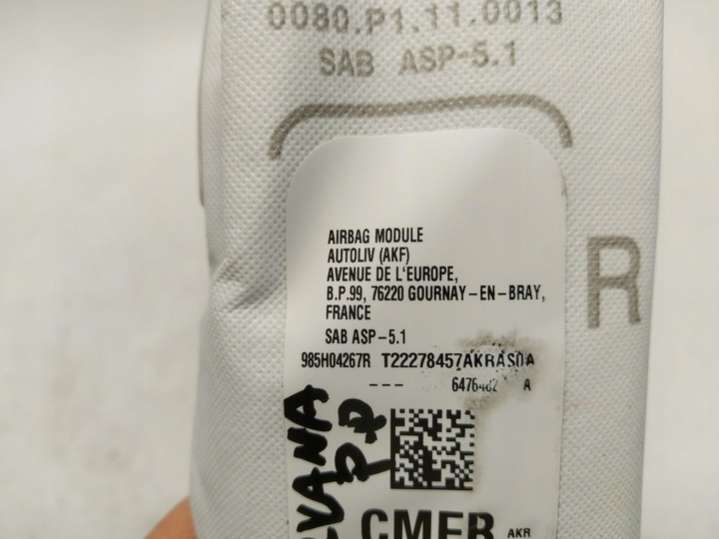 0080.P1.11.0013
SAB ASP-5.1
R
AIRBAG MODULE
AUTOLIV (AKF)
AVENUE DE L'EUROPE,
B.P.99, 76220 GOURNAY-EN-BRAY,
FRANCE
SAB ASP-5.1
985H04267R T22278457AKRAS0A
--- A
P.P
CMFR AKR